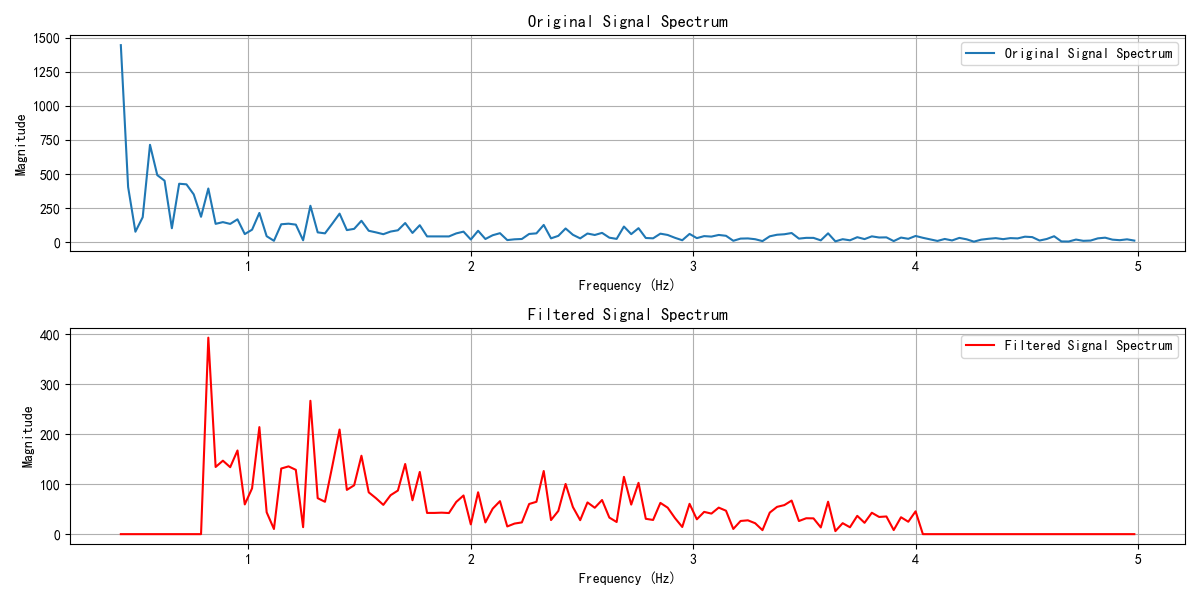 Original Signal Spectrum
1500
1250
1000
750
500
250
0
Magnitude
Original Signal Spectrum
1 2 3 4 5
Frequency (Hz)
Filtered Signal Spectrum
400
300
200
100
0
Magnitude
Filtered Signal Spectrum
1 2 3 4 5
Frequency (Hz)